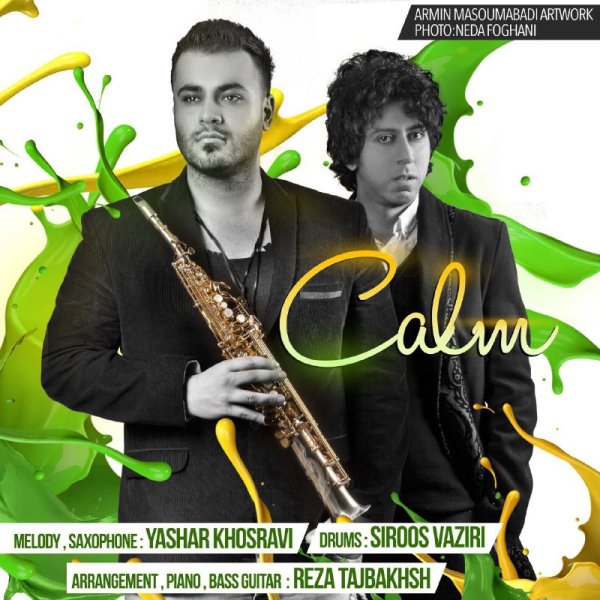 ARMIN MASOUMABADI ARTWORK
PHOTO:NEDA FOGHANI
Calm
MELODY , SAXOPHONE : YASHAR KHOSRAVI
DRUMS : SIROOS VAZIRI
ARRANGEMENT , PIANO , BASS GUITAR : REZA TAJBAKHSH